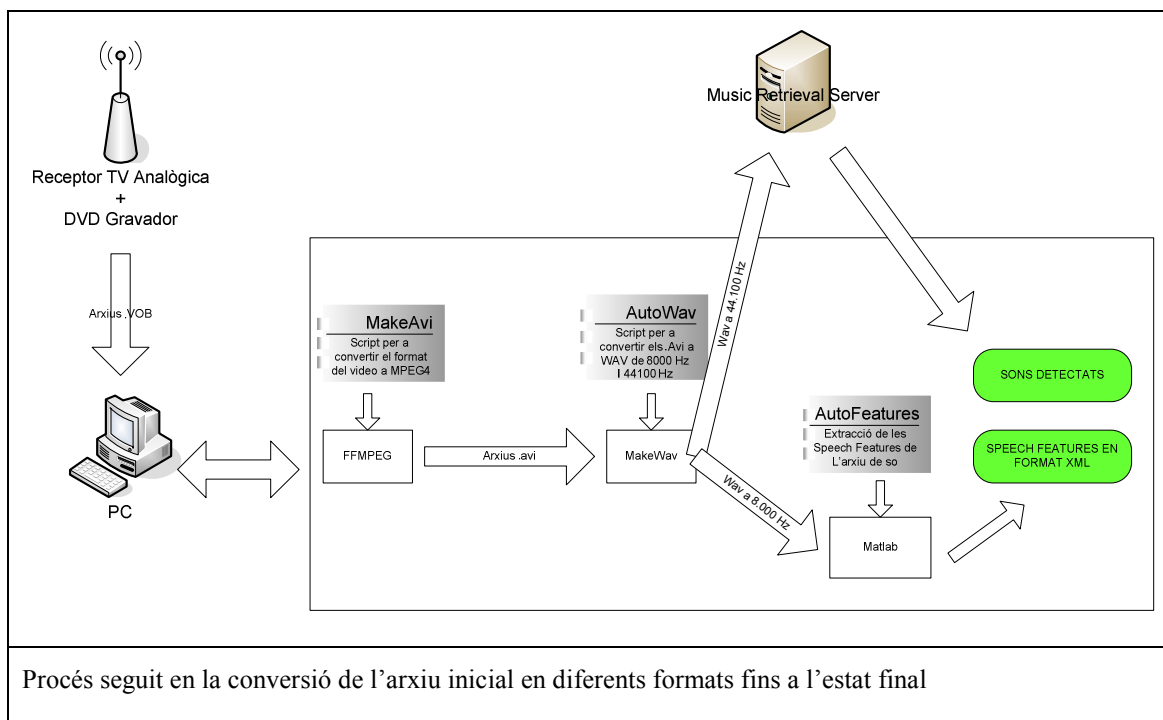 Music Retrieval Server
Receptor TV Analògica
+
DVD Gravador
Arxius .VOB
PC
MakeAvi
Script per a
convertir el format
del video a MPEG4
FFMPEG
Arxius .avi
AutoWav
Script per a
convertir els .Avi a
WAV de 8000 Hz
I 44100 Hz
MakeWav
Wav a 44.100 Hz
Wav a 8.000 Hz
AutoFeatures
Extracció de les
Speech Features de
L'arxiu de so
Matlab
SONS DETECTATS
SPEECH FEATURES EN
FORMAT XML
Procés seguit en la conversió de l’arxiu inicial en diferents formats fins a l’estat final